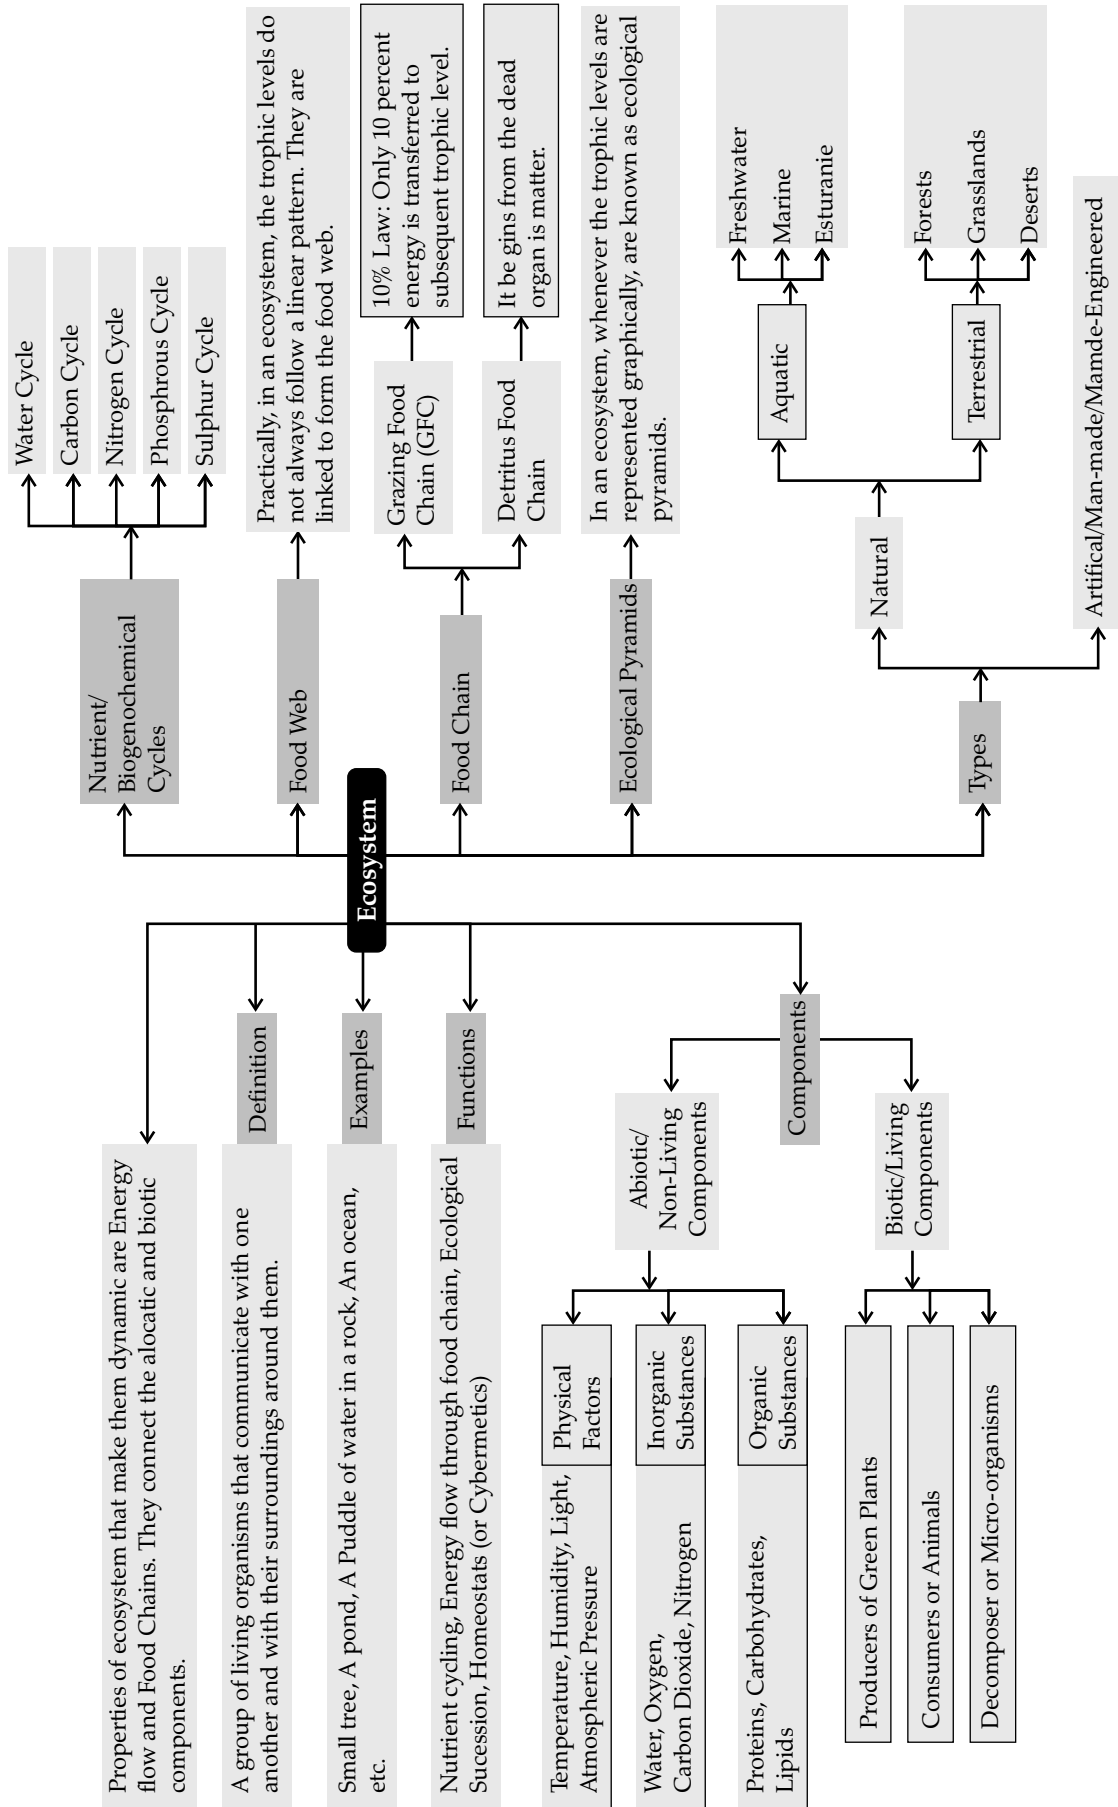 Ecosystem
Properties of ecosystem that make them dynamic are Energy
flow and Food Chains. They connect the alocatic and biotic
components.
Definition
A group of living organisms that communicate with one
another and with their surroundings around them.
Examples
Small tree, A pond, A Puddle of water in a rock, An ocean,
etc.
Functions
Nutrient cycling, Energy flow through food chain, Ecological
Sucession, Homeostats (or Cybermetics)
Components
Abiotic/
Non-Living
Components
Physical
Factors
Temperature, Humidity, Light,
Atmospheric Pressure
Inorganic
Substances
Water, Oxygen,
Carbon Dioxide, Nitrogen
Organic
Substances
Proteins, Carbohydrates,
Lipids
Biotic/Living
Components
Producers of Green Plants
Consumers or Animals
Decomposer or Micro-organisms
Nutrient/
Biogenochemical
Cycles
Water Cycle
Carbon Cycle
Nitrogen Cycle
Phosphrous Cycle
Sulphur Cycle
Food Web
Practically, in an ecosystem, the trophic levels do
not always follow a linear pattern. They are
linked to form the food web.
Food Chain
Grazing Food
Chain (GFC)
10% Law: Only 10 percent
energy is transferred to
subsequent trophic level.
Detritus Food
Chain
It be gins from the dead
organ is matter.
Ecological Pyramids
In an ecosystem, whenever the trophic levels are
represented graphically, are known as ecological
pyramids.
Types
Natural
Aquatic
Freshwater
Marine
Esturanie
Terrestrial
Forests
Grasslands
Deserts
Artifical/Man-made/Mamde-Engineered